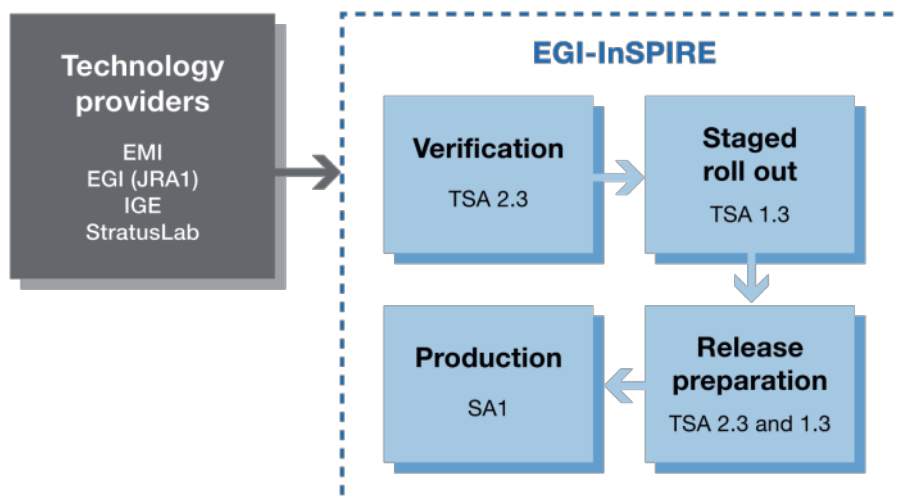 Technology
providers
EMI
EGI (JRA1)
IGE
StratusLab
EGI-InSPIRE
Verification
TSA 2.3
Staged
roll out
TSA 1.3
Production
SA1
Release
preparation
TSA 2.3 and 1.3